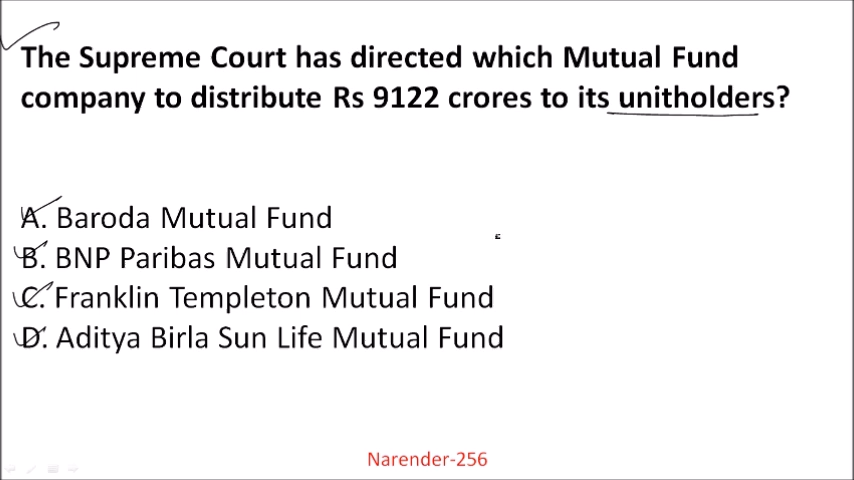 The Supreme Court has directed which Mutual Fund
company to distribute Rs 9122 crores to its unitholders?
A. Baroda Mutual Fund
B. BNP Paribas Mutual Fund
C. Franklin Templeton Mutual Fund
D. Aditya Birla Sun Life Mutual Fund
Narender-256